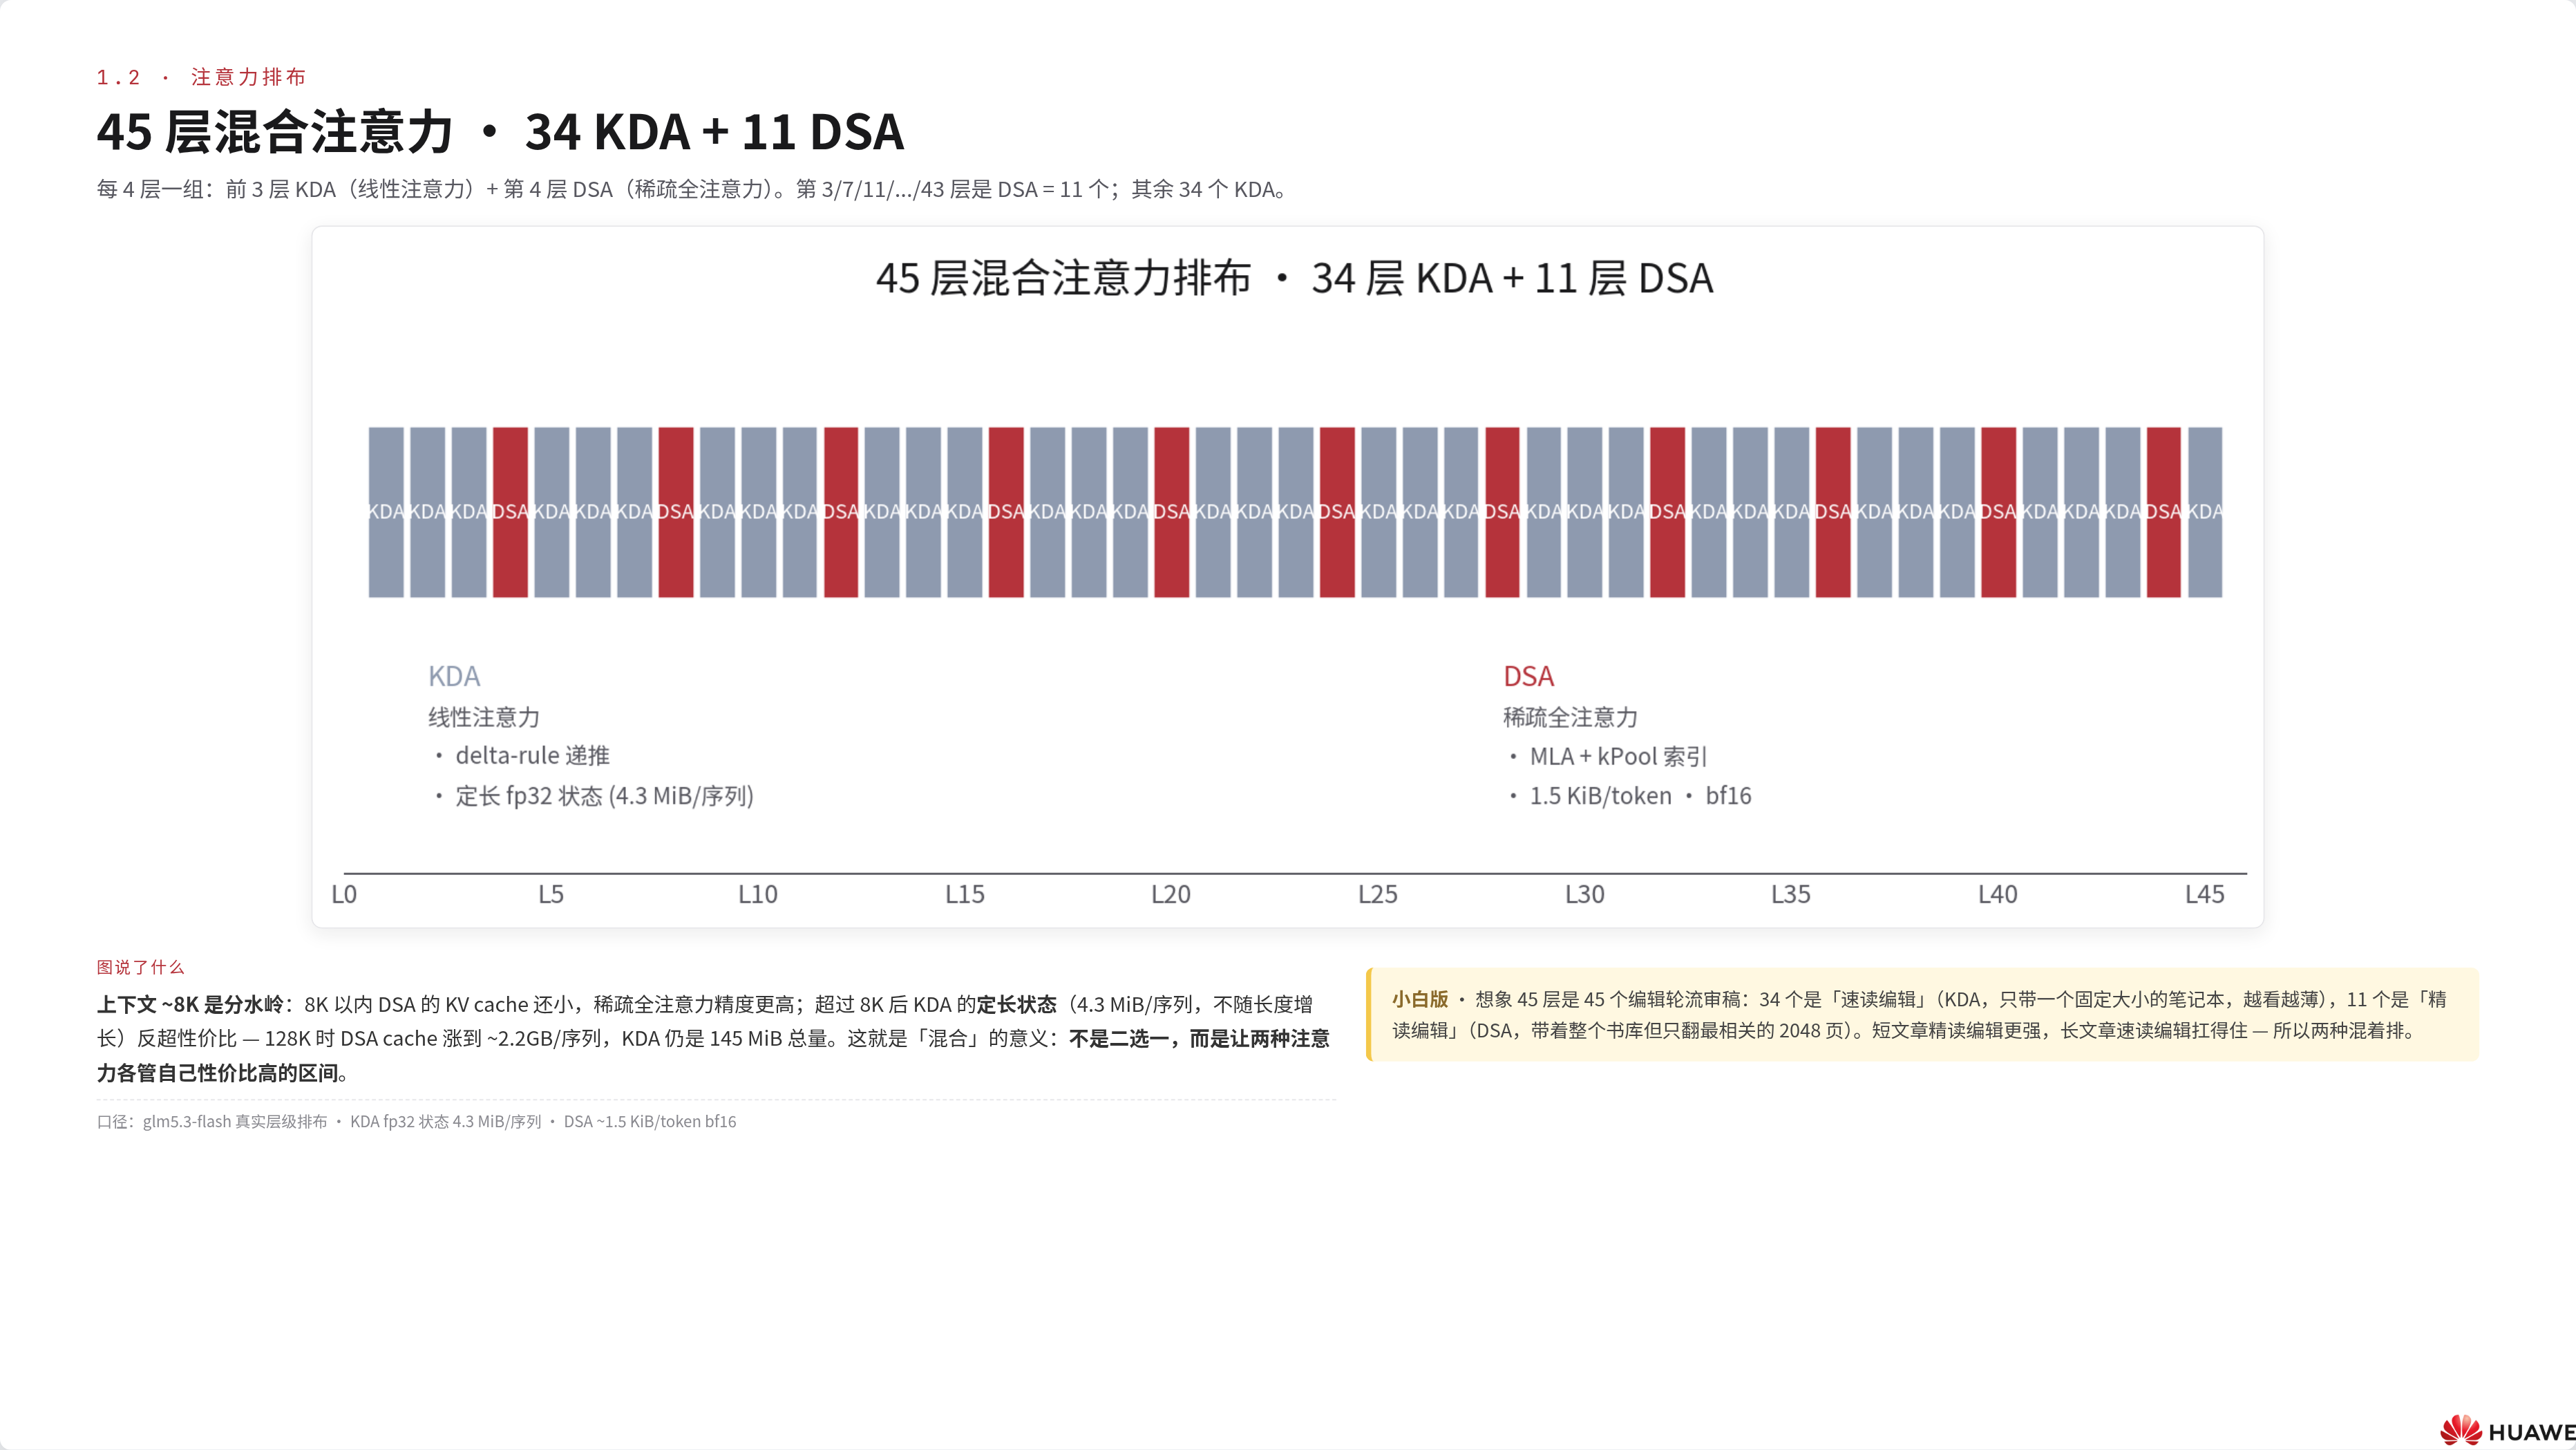 1.2 · 注意力排布
45 层混合注意力 · 34 KDA + 11 DSA
每 4 层一组：前 3 层 KDA（线性注意力）+ 第 4 层 DSA（稀疏全注意力）。第 3/7/11/.../43 层是 DSA = 11 个；其余 34 个 KDA。
45 层混合注意力排布 · 34 层 KDA + 11 层 DSA
KDA KDA KDA DSA KDA KDA KDA DSA KDA KDA KDA DSA KDA KDA KDA DSA KDA KDA KDA DSA KDA KDA KDA DSA KDA KDA KDA DSA KDA KDA KDA DSA KDA KDA KDA DSA KDA KDA KDA DSA KDA KDA KDA DSA KDA
KDA
线性注意力
· delta-rule 递推
· 定长 fp32 状态 (4.3 MiB/序列)
DSA
稀疏全注意力
· MLA + kPool 索引
· 1.5 KiB/token · bf16
L0 L5 L10 L15 L20 L25 L30 L35 L40 L45
图说了什么
上下文 ~8K 是分水岭：8K 以内 DSA 的 KV cache 还小，稀疏全注意力精度更高；超过 8K 后 KDA 的定长状态（4.3 MiB/序列，不随长度增
长）反超性价比 — 128K 时 DSA cache 涨到 ~2.2GB/序列，KDA 仍是 145 MiB 总量。这就是「混合」的意义：不是二选一，而是让两种注意
力各管自己性价比高的区间。
口径：glm5.3-flash 真实层级排布 · KDA fp32 状态 4.3 MiB/序列 · DSA ~1.5 KiB/token bf16
小白版 · 想象 45 层是 45 个编辑轮流审稿：34 个是「速读编辑」（KDA，只带一个固定大小的笔记本，越看越薄），11 个是「精
读编辑」（DSA，带着整个书库但只翻最相关的 2048 页）。短文章精读编辑更强，长文章速读编辑扛得住 — 所以两种混着排。
HUAWE